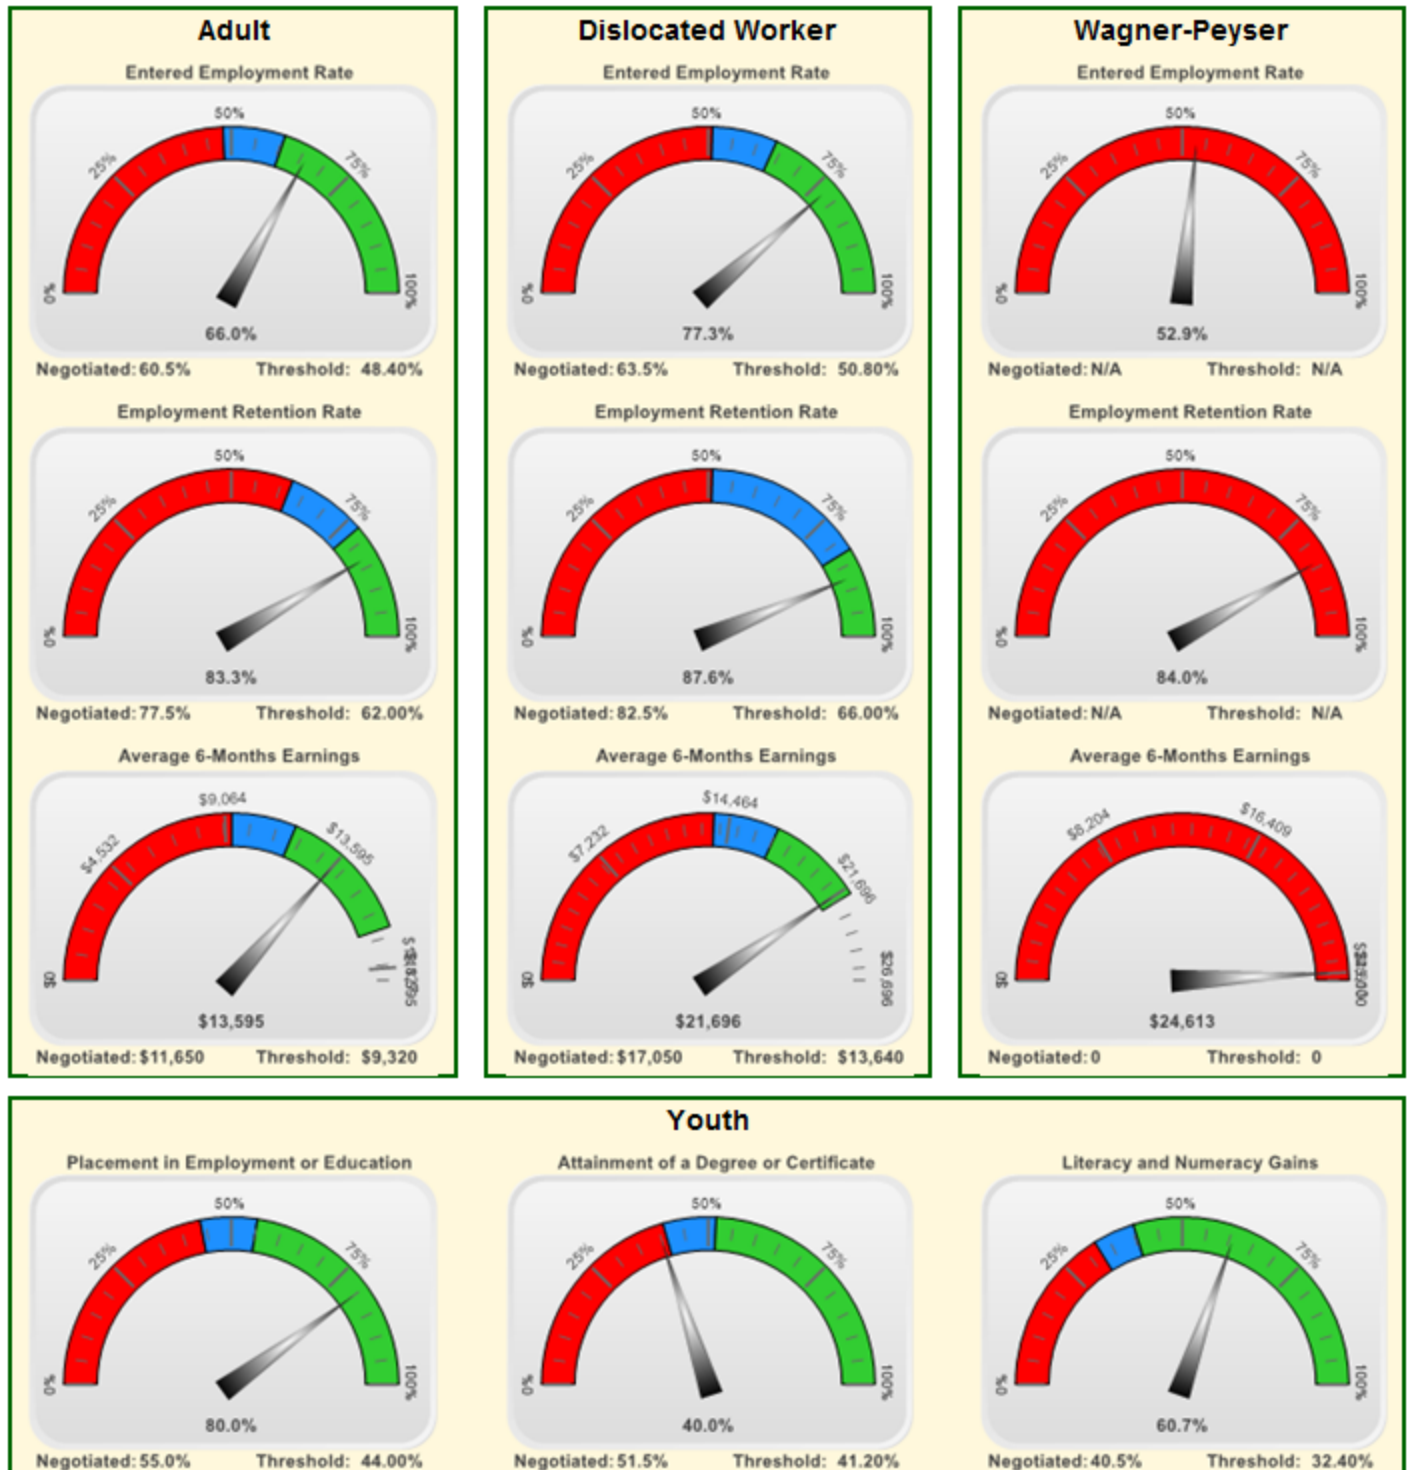 Adult
Entered Employment Rate
0%
25%
50%
75%
100%
66.0%
Negotiated: 60.5% Threshold: 48.40%
Employment Retention Rate
0%
25%
50%
75%
100%
83.3%
Negotiated: 77.5% Threshold: 62.00%
Average 6-Months Earnings
$0
$4,532
$9,064
$13,595
$13,595
Negotiated: $11,650 Threshold: $9,320
Dislocated Worker
Entered Employment Rate
0%
25%
50%
75%
100%
77.3%
Negotiated: 63.5% Threshold: 50.80%
Employment Retention Rate
0%
25%
50%
75%
100%
87.6%
Negotiated: 82.5% Threshold: 66.00%
Average 6-Months Earnings
$0
$7,232
$14,464
$21,696
$26,696
$21,696
Negotiated: $17,050 Threshold: $13,640
Wagner-Peyser
Entered Employment Rate
0%
25%
50%
75%
100%
52.9%
Negotiated: N/A Threshold: N/A
Employment Retention Rate
0%
25%
50%
75%
100%
84.0%
Negotiated: N/A Threshold: N/A
Average 6-Months Earnings
$0
$8,204
$16,409
$24,613
Negotiated: 0 Threshold: 0
Youth
Placement in Employment or Education
0%
25%
50%
75%
100%
80.0%
Negotiated: 55.0% Threshold: 44.00%
Attainment of a Degree or Certificate
0%
25%
50%
75%
100%
40.0%
Negotiated: 51.5% Threshold: 41.20%
Literacy and Numeracy Gains
0%
25%
50%
75%
100%
60.7%
Negotiated: 40.5% Threshold: 32.40%